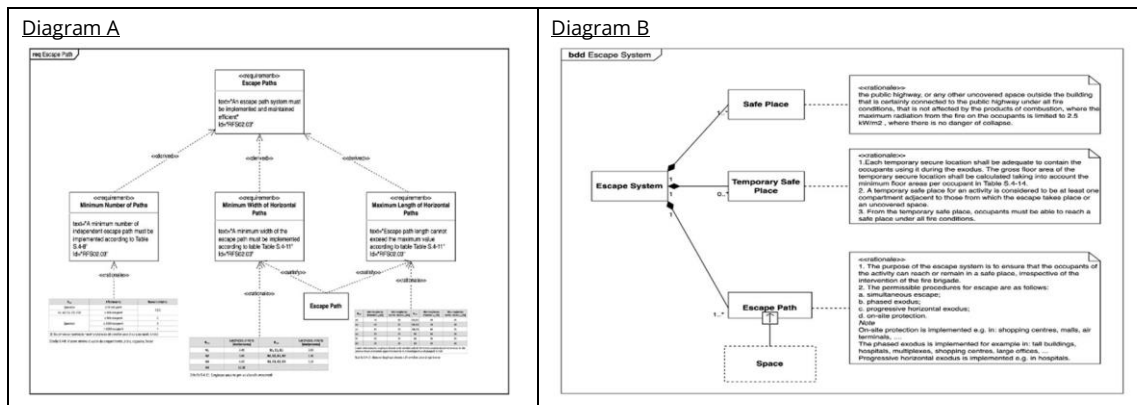 Diagram A
req Escape Path
<<requirement>>
Escape Paths
text="An escape path system must
be implemented and maintained
efficient"
Id="RFS02.03"
<<derived>>
<<derived>>
<<derived>>
<<requirement>>
Minimum Number of Paths
text="A minimum number of
independent escape path must be
implemented according to Table
S.4-8"
Id="RFS02.03"
<<requirement>>
Minimum Width of Horizontal
Paths
text="A minimum width of the
escape path must be implemented
according to table Table S.4-11"
Id="RFS02.03"
<<requirement>>
Maximum Length of Horizontal
Paths
text="Escape path length cannot
exceed the maximum value
according to table Table S.4-11"
Id="RFS02.03"
<<satisfy>>
<<satisfy>>
<<rationale>>
<<rationale>>
<<rationale>>
Escape Path
Diagram B
bdd Escape System
Escape System
1
1
1
1..*
Safe Place
<<rationale>>
the public highway, or any other uncovered space outside the building
that is certainly connected to the public highway under all fire
conditions, that is not affected by the products of combustion, where the
maximum radiation from the fire on the occupants is limited to 2.5
kW/m2 , where there is no danger of collapse.
0..*
Temporary Safe
Place
<<rationale>>
1.Each temporary secure location shall be adequate to contain the
occupants using it during the exodus. The gross floor area of the
temporary secure location shall be calculated taking into account the
minimum floor areas per occupant in Table S.4-14.
2. A temporary safe place for an activity is considered to be at least one
compartment adjacent to those from which the escape takes place or
an uncovered space.
3. From the temporary safe place, occupants must be able to reach a
safe place under all fire conditions.
1..*
Escape Path
<<rationale>>
1. The purpose of the escape system is to ensure that the occupants of
the activity can reach or remain in a safe place, irrespective of the
intervention of the fire brigade.
2. The permissible procedures for escape are as follows:
a. simultaneous escape;
b. phased exodus;
c. progressive horizontal exodus;
d. on-site protection.
Note
On-site protection is implemented e.g. in: shopping centres, malls, air
terminals, ....
The phased exodus is implemented for example in: tall buildings,
hospitals, multiplexes, shopping centres, large offices, ...
Progressive horizontal exodus is implemented e.g. in hospitals.
Space